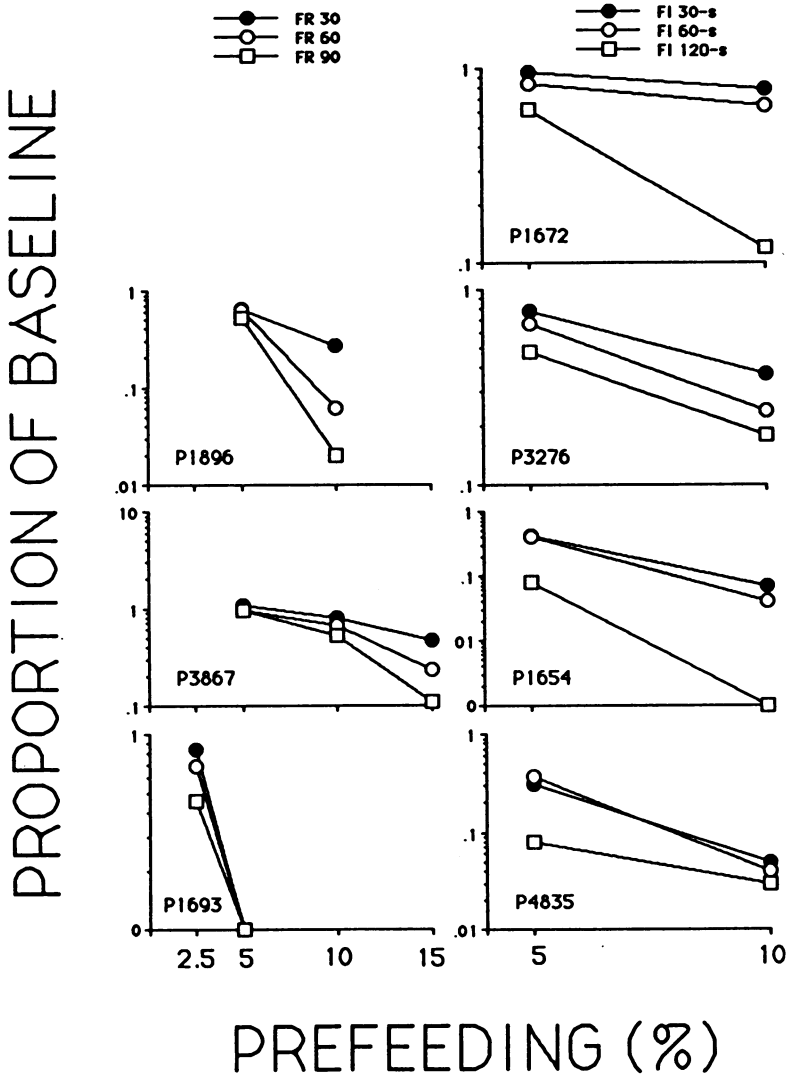 FR 30
FR 60
FR 90
FI 30-s
FI 60-s
FI 120-s
PROPORTION OF BASELINE
1
.1
P1672
1
.1
.01
P1896
1
.1
P3276
10
1
.1
P3867
1
.1
01
0
P1654
1
0
P1693
2.5 5 10 15
1
.1
.01
P4835
5 10
PREFEEDING (%)